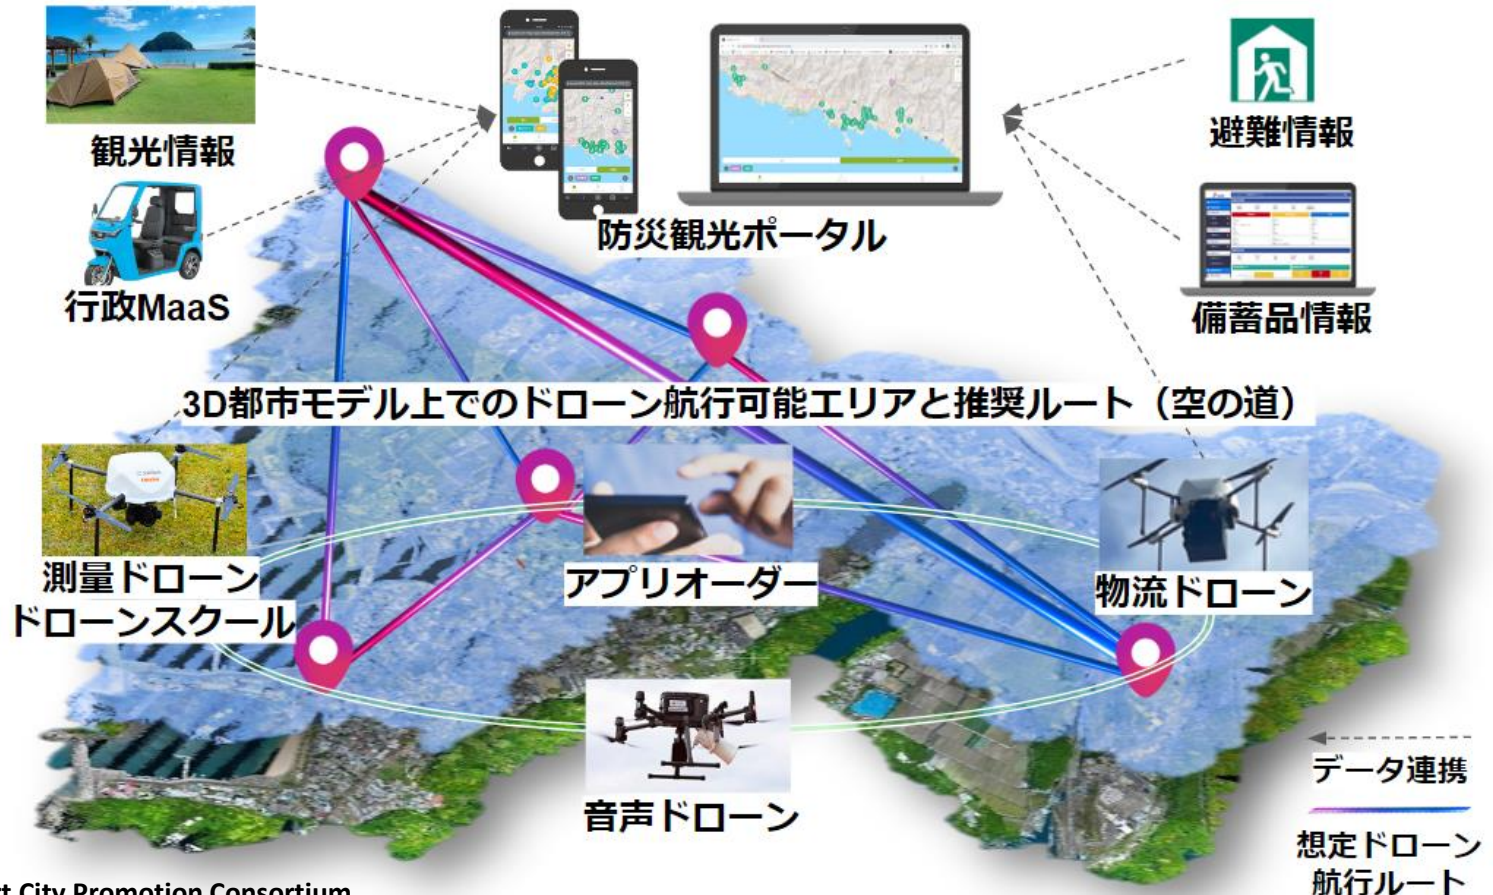 観光情報
避難情報
防災観光ポータル
行政MaaS
備蓄品情報
3D都市モデル上でのドローン航行可能エリアと推奨ルート（空の道）
測量ドローン
ドローンスクール
アプリオーダー
物流ドローン
音声ドローン
データ連携
想定ドローン
航行ルート
City Promotion Consortium